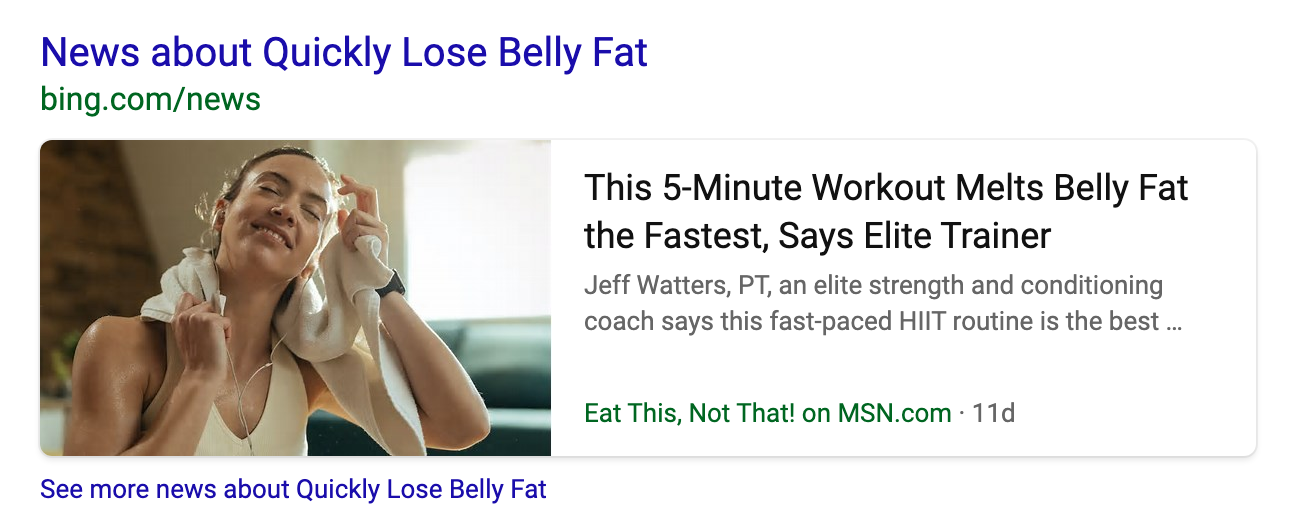 News about Quickly Lose Belly Fat
bing.com/news
This 5-Minute Workout Melts Belly Fat
the Fastest, Says Elite Trainer
Jeff Watters, PT, an elite strength and conditioning
coach says this fast-paced HIIT routine is the best ...
Eat This, Not That! on MSN.com · 11d
See more news about Quickly Lose Belly Fat